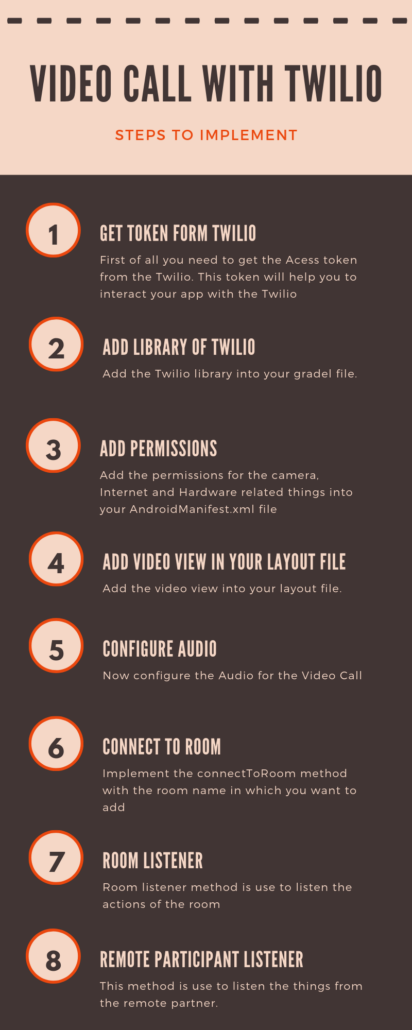 VIDEO CALL WITH TWILIO
STEPS TO IMPLEMENT
1
GET TOKEN FORM TWILIO
First of all you need to get the Acess token
from the Twilio. This token will help you to
interact your app with the Twilio
2
ADD LIBRARY OF TWILIO
Add the Twilio library into your gradel file.
3
ADD PERMISSIONS
Add the permissions for the camera,
Internet and Hardware related things into
your AndroidManifest.xml file
4
ADD VIDEO VIEW IN YOUR LAYOUT FILE
Add the video view into your layout file.
5
CONFIGURE AUDIO
Now configure the Audio for the Video Call
6
CONNECT TO ROOM
Implement the connectToRoom method
with the room name in which you want to
add
7
ROOM LISTENER
Room listener method is use to listen the
actions of the room
8
REMOTE PARTICIPANT LISTENER
This method is use to listen the things from
the remote partner.